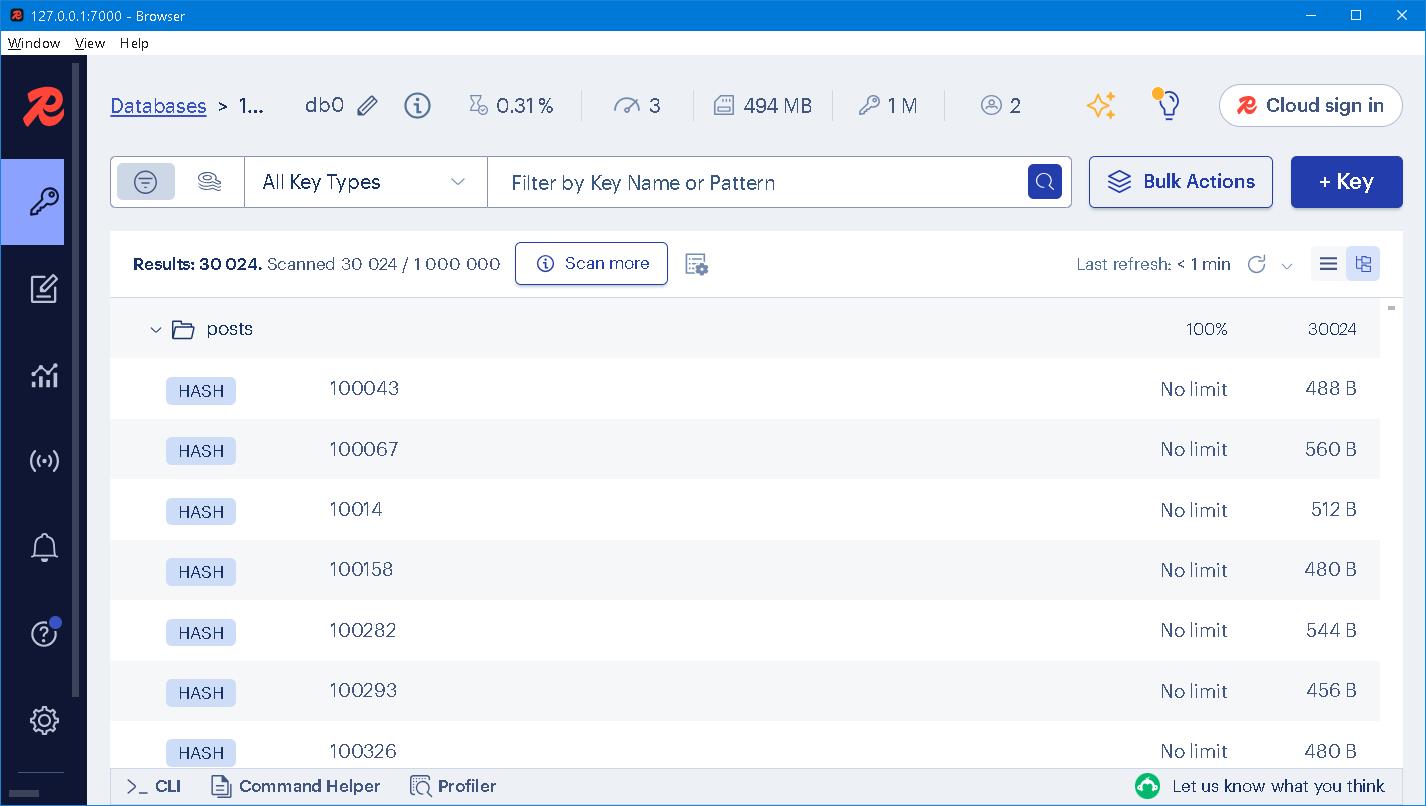 127.0.0.1:7000 - Browser
Window View Help
Databases > 1... db0 0.31 % 3 494 MB 1 M 2 Cloud sign in
All Key Types Filter by Key Name or Pattern Bulk Actions + Key
Results: 30 024. Scanned 30 024 / 1 000 000 Scan more Last refresh: < 1 min
posts 100% 30024
HASH 100043 No limit 488 B
HASH 100067 No limit 560 B
HASH 10014 No limit 512 B
HASH 100158 No limit 480 B
HASH 100282 No limit 544 B
HASH 100293 No limit 456 B
HASH 100326 No limit 480 B
>_ CLI Command Helper Profiler Let us know what you think